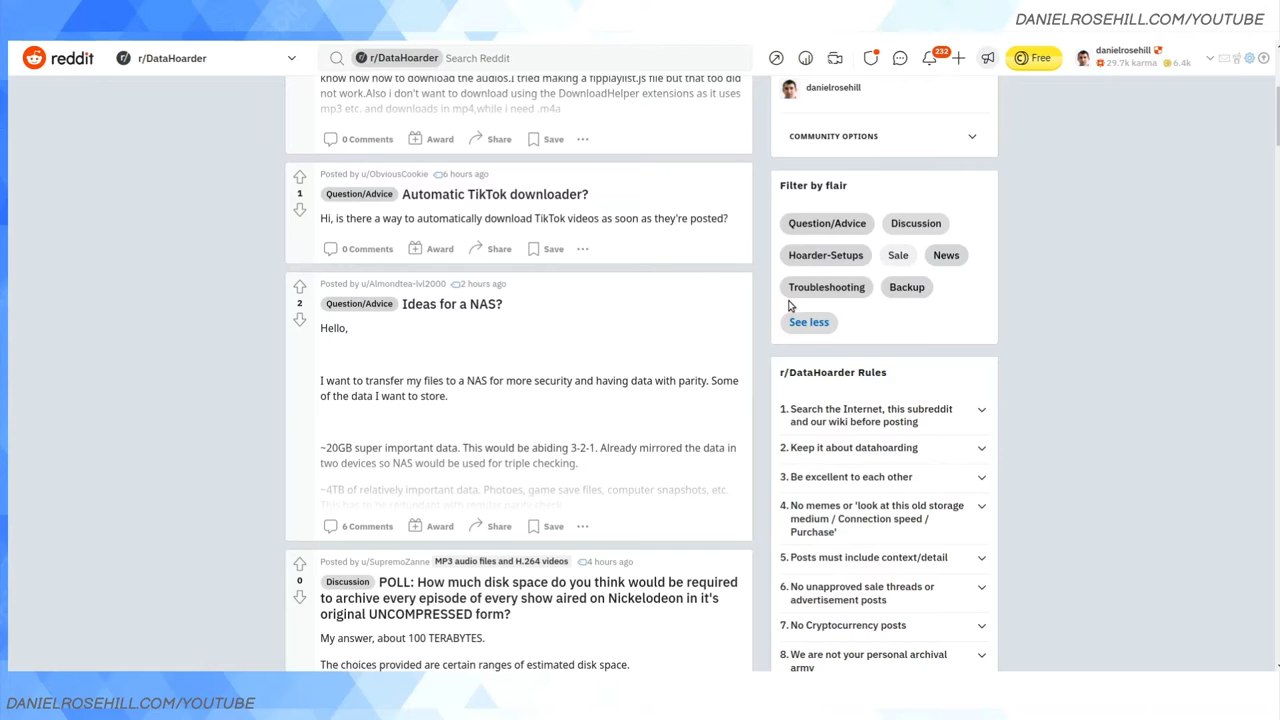 DANIELROSEHILL.COM/YOUTUBE
reddit
r/DataHoarder
r/DataHoarder
Search Reddit
232
Free
danielrosehill
29.7k karma
6.4k
know how how to download the audios.I tried making a ripplaylist.js file but that too did
not work.Also i don't want to download using the DownloadHelper extensions as it uses
mp3 etc. and downloads in mp4,while i need .m4a
0 Comments
Award
Share
Save
Posted by u/ObviousCookie
6 hours ago
1
Question/Advice
Automatic TikTok downloader?
Hi, is there a way to automatically download TikTok videos as soon as they're posted?
0 Comments
Award
Share
Save
Posted by u/Almondtea-lvl2000
2 hours ago
2
Question/Advice
Ideas for a NAS?
Hello,
I want to transfer my files to a NAS for more security and having data with parity. Some
of the data I want to store.
~20GB super important data. This would be abiding 3-2-1. Already mirrored the data in
two devices so NAS would be used for triple checking.
~4TB of relatively important data. Photoes, game save files, computer snapshots, etc.
This has to be redundant with regular parity check
6 Comments
Award
Share
Save
Posted by u/SupremoZanne
MP3 audio files and H.264 videos
4 hours ago
0
Discussion
POLL: How much disk space do you think would be required
to archive every episode of every show aired on Nickelodeon in it's
original UNCOMPRESSED form?
My answer, about 100 TERABYTES.
The choices provided are certain ranges of estimated disk space.
danielrosehill
COMMUNITY OPTIONS
Filter by flair
Question/Advice
Discussion
Hoarder-Setups
Sale
News
Troubleshooting
Backup
See less
r/DataHoarder Rules
1. Search the Internet, this subreddit
and our wiki before posting
2. Keep it about datahoarding
3. Be excellent to each other
4. No memes or 'look at this old storage
medium / Connection speed /
Purchase'
5. Posts must include context/detail
6. No unapproved sale threads or
advertisement posts
7. No Cryptocurrency posts
8. We are not your personal archival
army
DANIELROSEHILL.COM/YOUTUBE